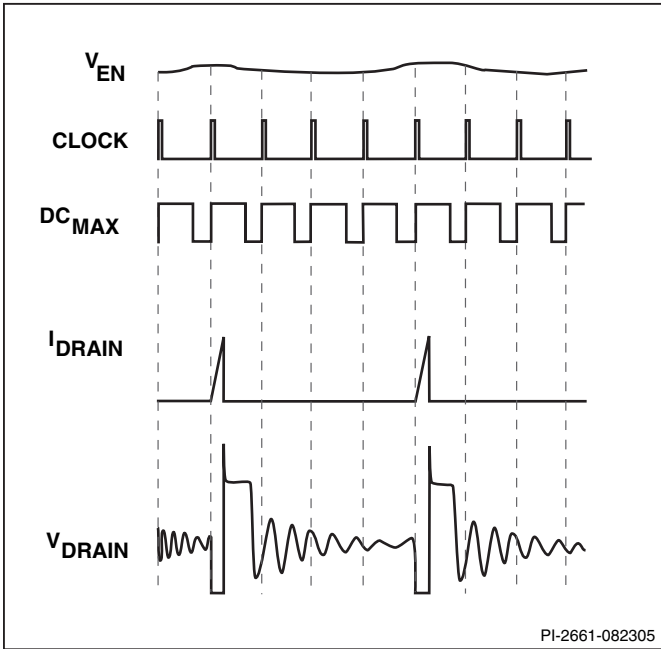 VEN
CLOCK
DCMAX
IDRAIN
VDRAIN
PI-2661-082305